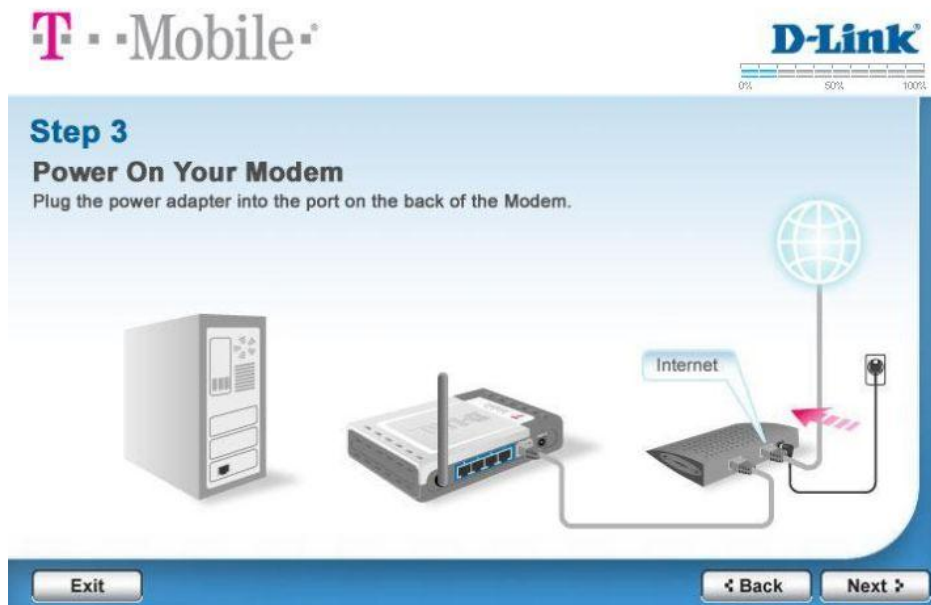 T · · Mobile ·
D-Link
0% 50% 100%
Step 3
Power On Your Modem
Plug the power adapter into the port on the back of the Modem.
Internet
Exit
Back
Next